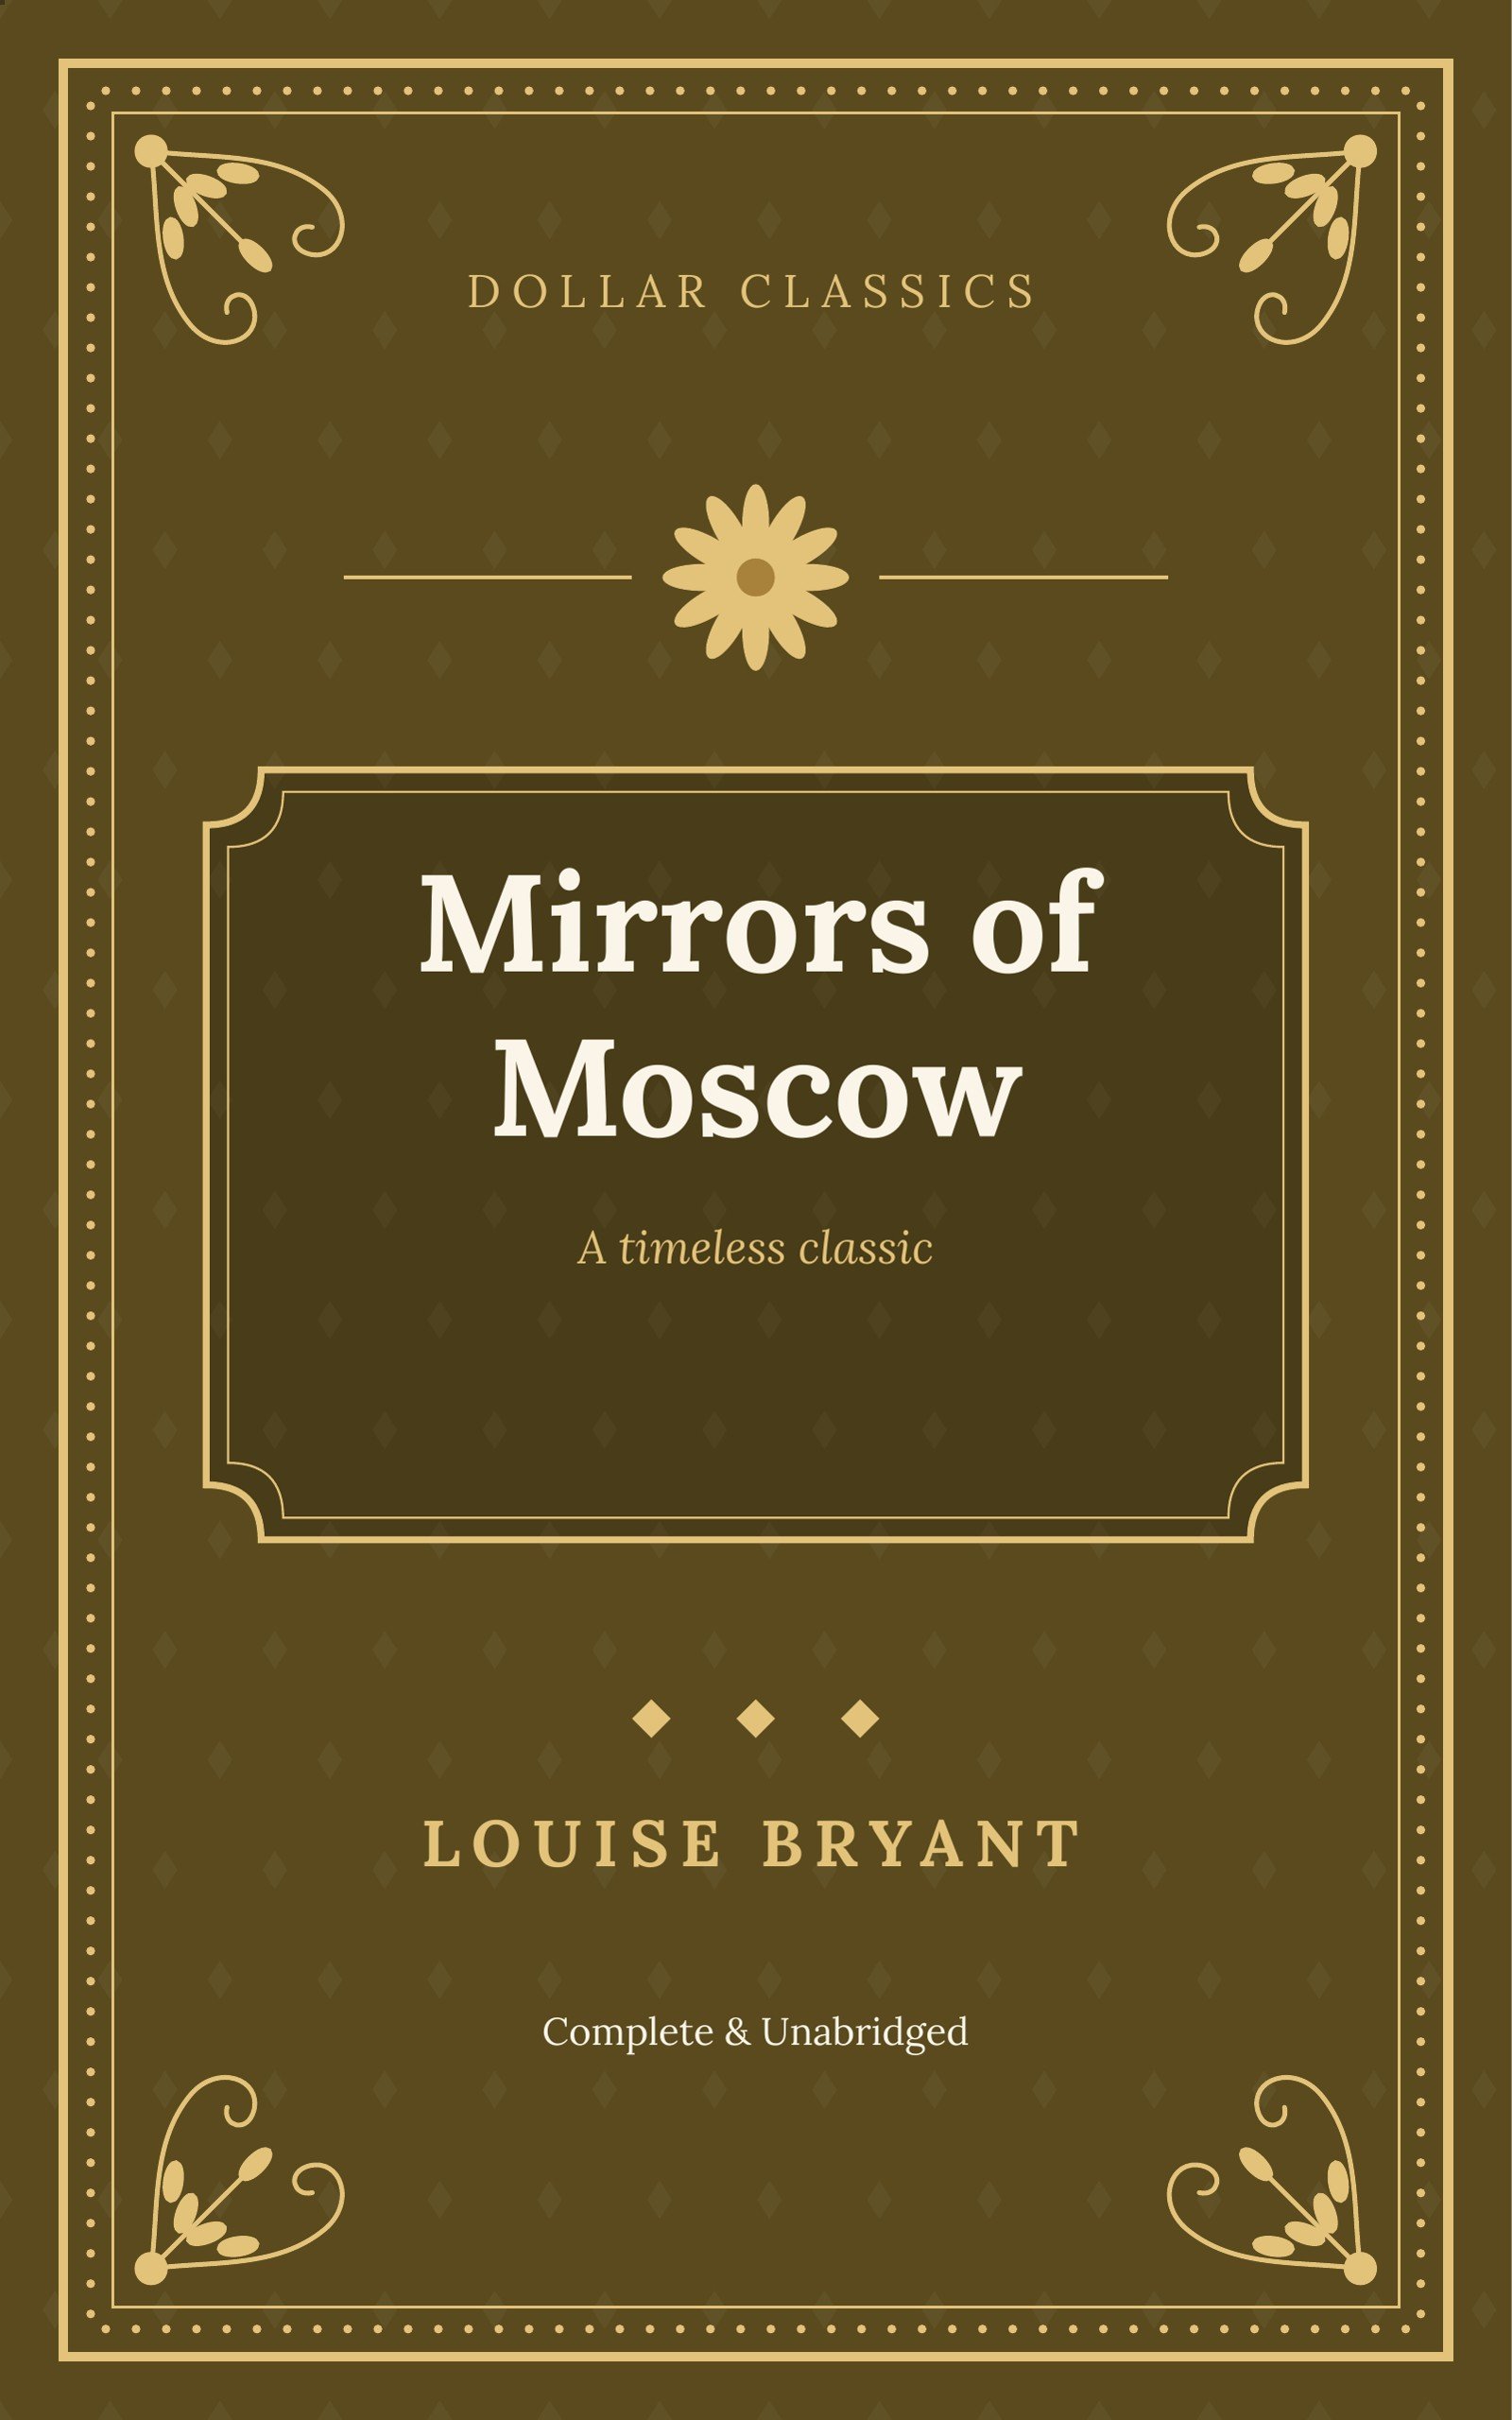 DOLLAR CLASSICS
Mirrors of
Moscow
A timeless classic
LOUISE BRYANT
Complete & Unabridged